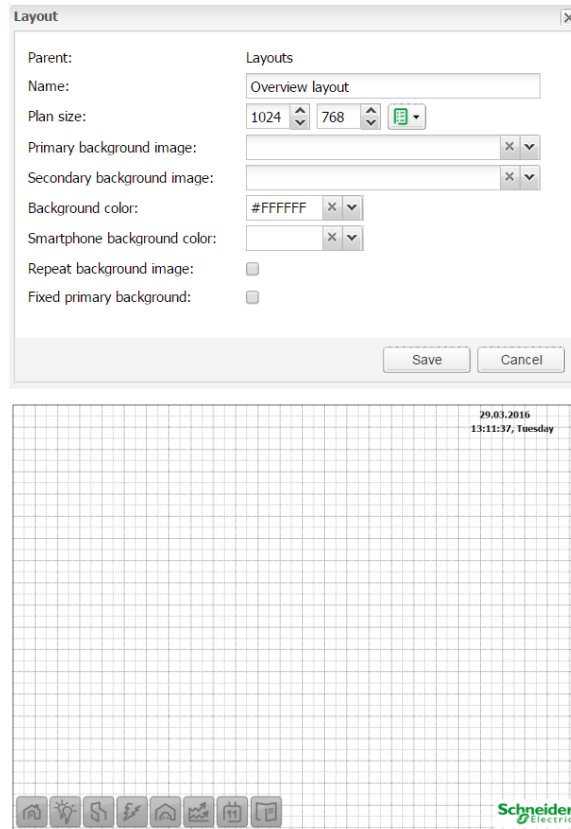 Layout
Parent: Layouts
Name: Overview layout
Plan size: 1024 768
Primary background image:
Secondary background image:
Background color: #FFFFFF
Smartphone background color:
Repeat background image:
Fixed primary background:
Save Cancel
29.03.2016
13:11:37, Tuesday
11
Schneider
Electric